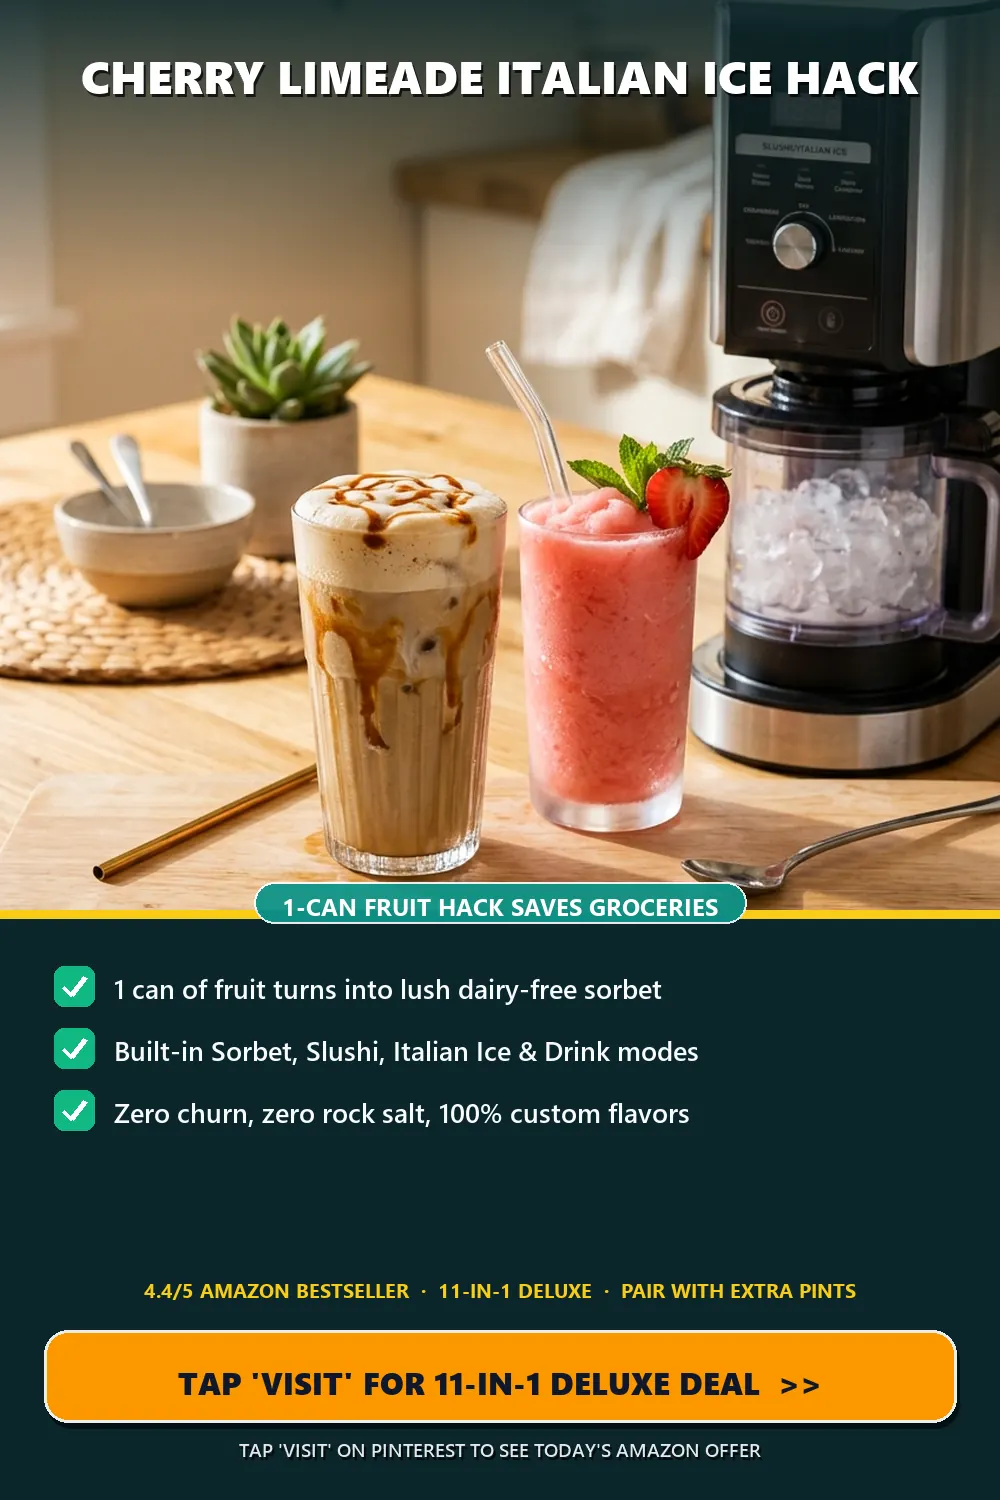 CHERRY LIMEADE ITALIAN ICE HACK
SLUSHI/ITALIAN ICE
1-CAN FRUIT HACK SAVES GROCERIES
1 can of fruit turns into lush dairy-free sorbet
Built-in Sorbet, Slushi, Italian Ice & Drink modes
Zero churn, zero rock salt, 100% custom flavors
4.4/5 AMAZON BESTSELLER · 11-IN-1 DELUXE · PAIR WITH EXTRA PINTS
TAP 'VISIT' FOR 11-IN-1 DELUXE DEAL >>
TAP 'VISIT' ON PINTEREST TO SEE TODAY'S AMAZON OFFER